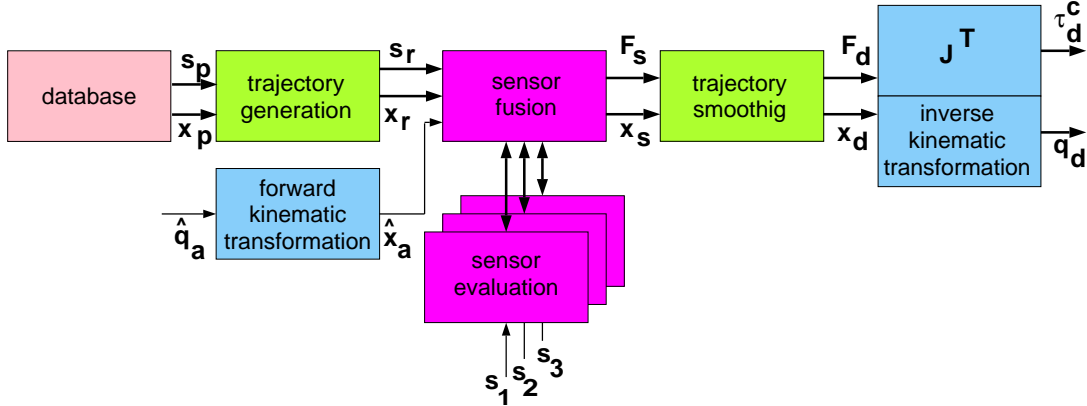 database
s_p
x_p
trajectory
generation
s_r
x_r
sensor
fusion
F_s
x_s
trajectory
smoothig
F_d
x_d
J^T
inverse
kinematic
transformation
τ_d^c
q_d
q̂_a
forward
kinematic
transformation
x̂_a
sensor
evaluation
s_1
s_2
s_3